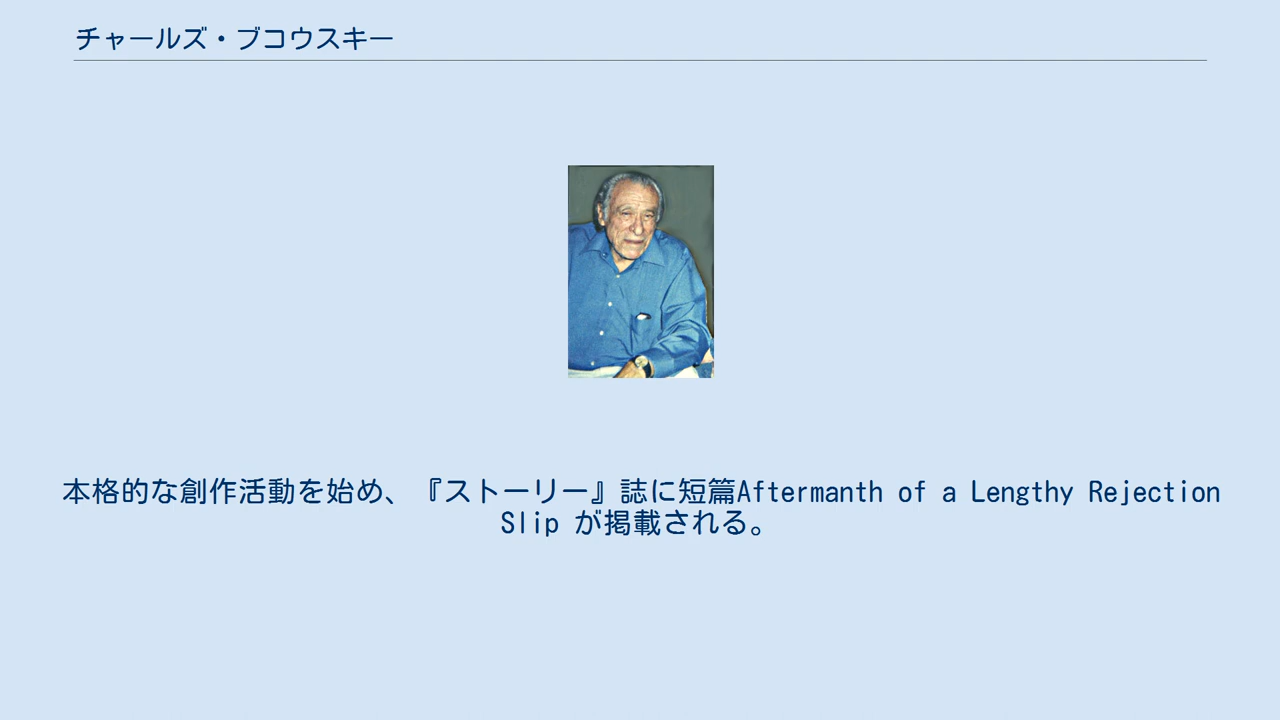 チャールズ・ブコウスキー
本格的な創作活動を始め、『ストーリー』誌に短篇Aftermanth of a Lengthy Rejection
Slip が掲載される。